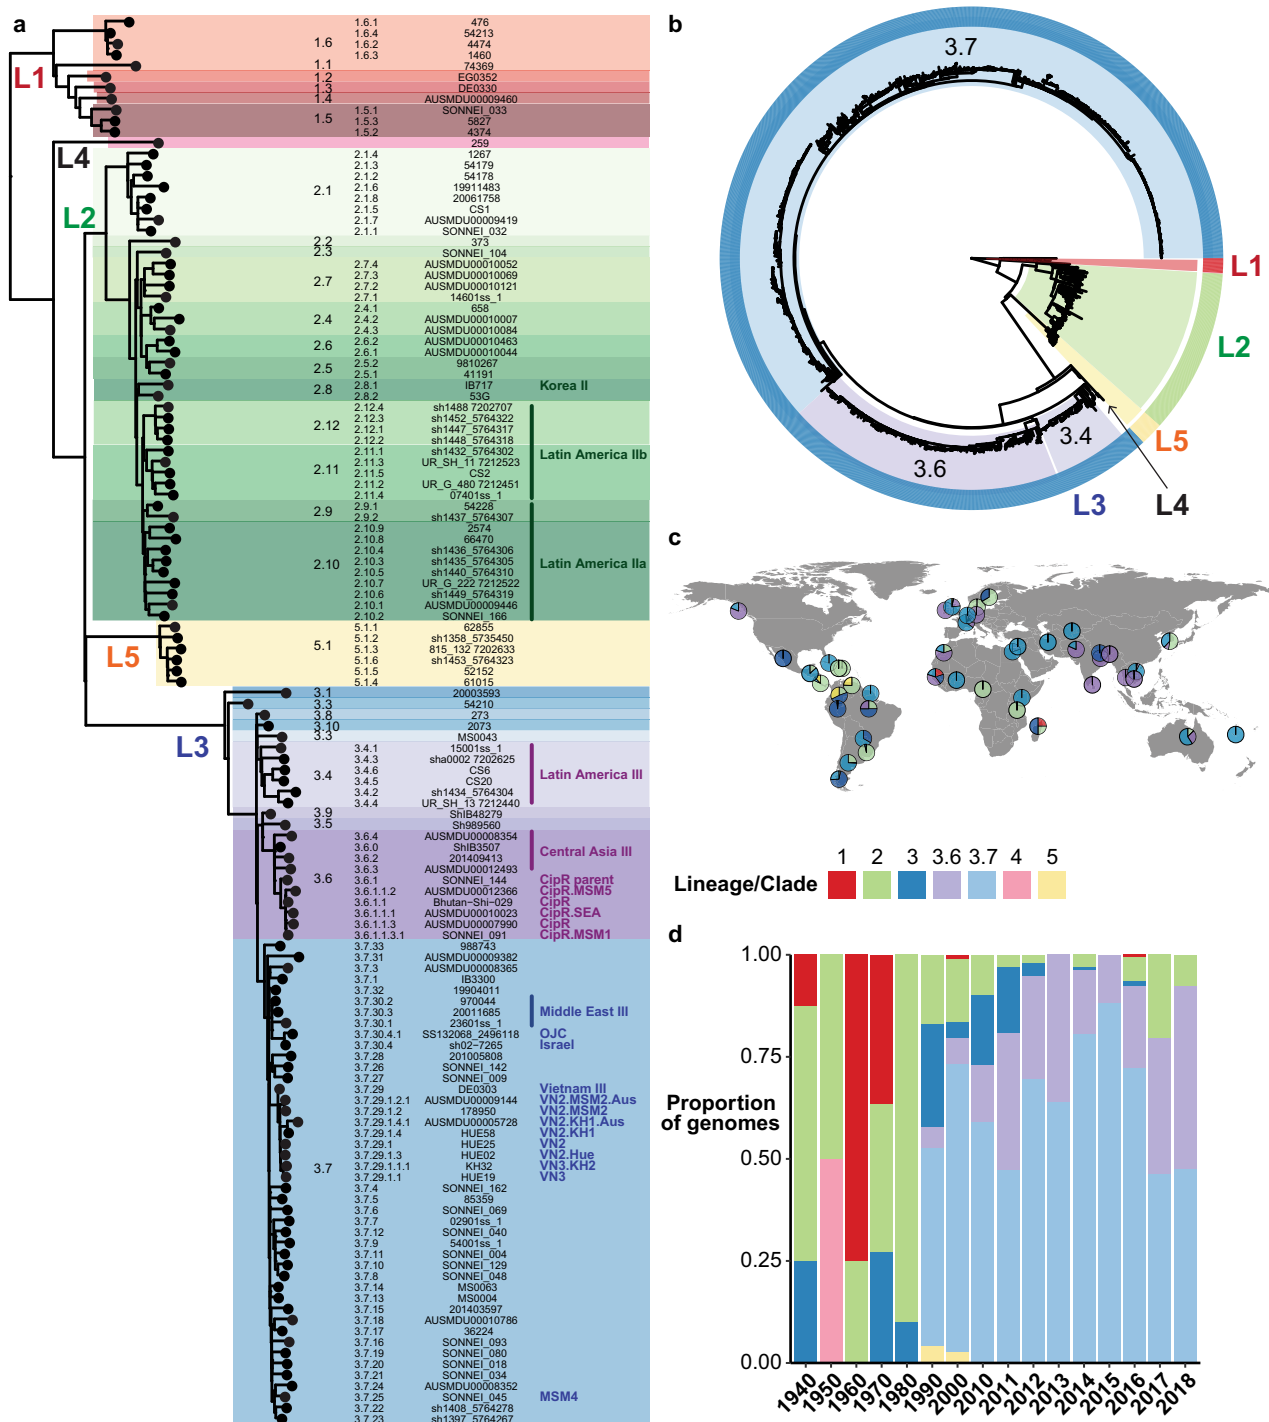 a
L1
1.6.1 476
1.6.4 54213
1.6 1.6.2 4474
1.6.3 1460
1.1 74369
1.2 EG0352
1.3 DE0330
1.4 AUSMDU00009460
1.5.1 SONNEI_033
1.5 1.5.3 5827
1.5.2 4374
L4
259
L2
2.1.4 1267
2.1.3 54179
2.1.2 54178
2.1 2.1.6 19911483
2.1.8 20061758
2.1.5 CS1
2.1.7 AUSMDU00009419
2.1.1 SONNEI_032
2.2 373
2.3 SONNEI_104
2.7.4 AUSMDU00010052
2.7 2.7.3 AUSMDU00010069
2.7.2 AUSMDU00010121
2.7.1 14601ss_1
2.4.1 658
2.4 2.4.2 AUSMDU00010007
2.4.3 AUSMDU00010084
2.6 2.6.2 AUSMDU00010463
2.6.1 AUSMDU00010044
2.5 2.5.2 9810267
2.5.1 41191
2.8 2.8.1 IB717 Korea II
2.8.2 53G
2.12.4 sh1488 7202707
2.12 2.12.3 sh1452_5764322
2.12.1 sh1447_5764317
2.12.2 sh1448_5764318
2.11.1 sh1432_5764302 Latin America IIb
2.11 2.11.3 UR_SH_11 7212523
2.11.5 CS2
2.11.2 UR_G_480 7212451
2.11.4 07401ss_1
2.9 2.9.1 54228
2.9.2 sh1437_5764307
2.10.9 2574
2.10.8 66470
2.10.4 sh1436_5764306
2.10 2.10.3 sh1435_5764305 Latin America IIa
2.10.5 sh1440_5764310
2.10.7 UR_G_222 7212522
2.10.6 sh1449_5764319
2.10.1 AUSMDU00009446
2.10.2 SONNEI_166
L5
5.1.1 62855
5.1.2 sh1358_5735450
5.1 5.1.3 815_132 7202633
5.1.6 sh1453_5764323
5.1.5 52152
5.1.4 61015
L3
3.1 20003593
3.3 54210
3.8 273
3.10 2073
3.3 MS0043
3.4.1 15001ss_1
3.4.3 sha0002 7202625
3.4 3.4.6 CS6 Latin America III
3.4.5 CS20
3.4.2 sh1434_5764304
3.4.4 UR_SH_13 7212440
3.9 ShIB48279
3.5 Sh989560
3.6.4 AUSMDU00008354
3.6.0 ShIB3507 Central Asia III
3.6.2 201409413
3.6.3 AUSMDU00012493
3.6 3.6.1 SONNEI_144 CipR parent
3.6.1.1.2 AUSMDU00012366 CipR.MSM5
3.6.1.1 Bhutan−Shi−029 CipR
3.6.1.1.1 AUSMDU00010023 CipR.SEA
3.6.1.1.3 AUSMDU00007990 CipR
3.6.1.1.3.1 SONNEI_091 CipR.MSM1
3.7.33 988743
3.7.31 AUSMDU00009382
3.7.3 AUSMDU00008365
3.7.1 IB3300
3.7.32 19904011
3.7.30.2 970044
3.7.30.3 20011685 Middle East III
3.7.30.1 23601ss_1
3.7.30.4.1 SS132068_2496118 OJC
3.7.30.4 sh02−7265 Israel
3.7.28 201005808
3.7.26 SONNEI_142
3.7.27 SONNEI_009
3.7.29 DE0303 Vietnam III
3.7.29.1.2.1 AUSMDU00009144 VN2.MSM2.Aus
3.7.29.1.2 178950 VN2.MSM2
3.7.29.1.4.1 AUSMDU00005728 VN2.KH1.Aus
3.7.29.1.4 HUE58 VN2.KH1
3.7.29.1 HUE25 VN2
3.7.29.1.3 HUE02 VN2.Hue
3.7.29.1.1.1 KH32 VN3.KH2
3.7 3.7.29.1.1 HUE19 VN3
3.7.4 SONNEI_162
3.7.5 85359
3.7.6 SONNEI_069
3.7.7 02901ss_1
3.7.12 SONNEI_040
3.7.9 54001ss_1
3.7.11 SONNEI_004
3.7.10 SONNEI_129
3.7.8 SONNEI_048
3.7.14 MS0063
3.7.13 MS0004
3.7.15 201403597
3.7.18 AUSMDU00010786
3.7.17 36224
3.7.16 SONNEI_093
3.7.19 SONNEI_080
3.7.20 SONNEI_018
3.7.21 SONNEI_034
3.7.24 AUSMDU00008352
3.7.25 SONNEI_045 MSM4
3.7.22 sh1408_5764278
3.7.23 sh1397_5764267
b
3.7
L1
L2
L5
3.4
3.6
L3
L4
c
1 2 3 3.6 3.7 4 5
Lineage/Clade
d
1.00
0.75
Proportion
of genomes
0.50
0.25
0.00
1940 1950 1960 1970 1980 1990 2000 2010 2011 2012 2013 2014 2015 2016 2017 2018